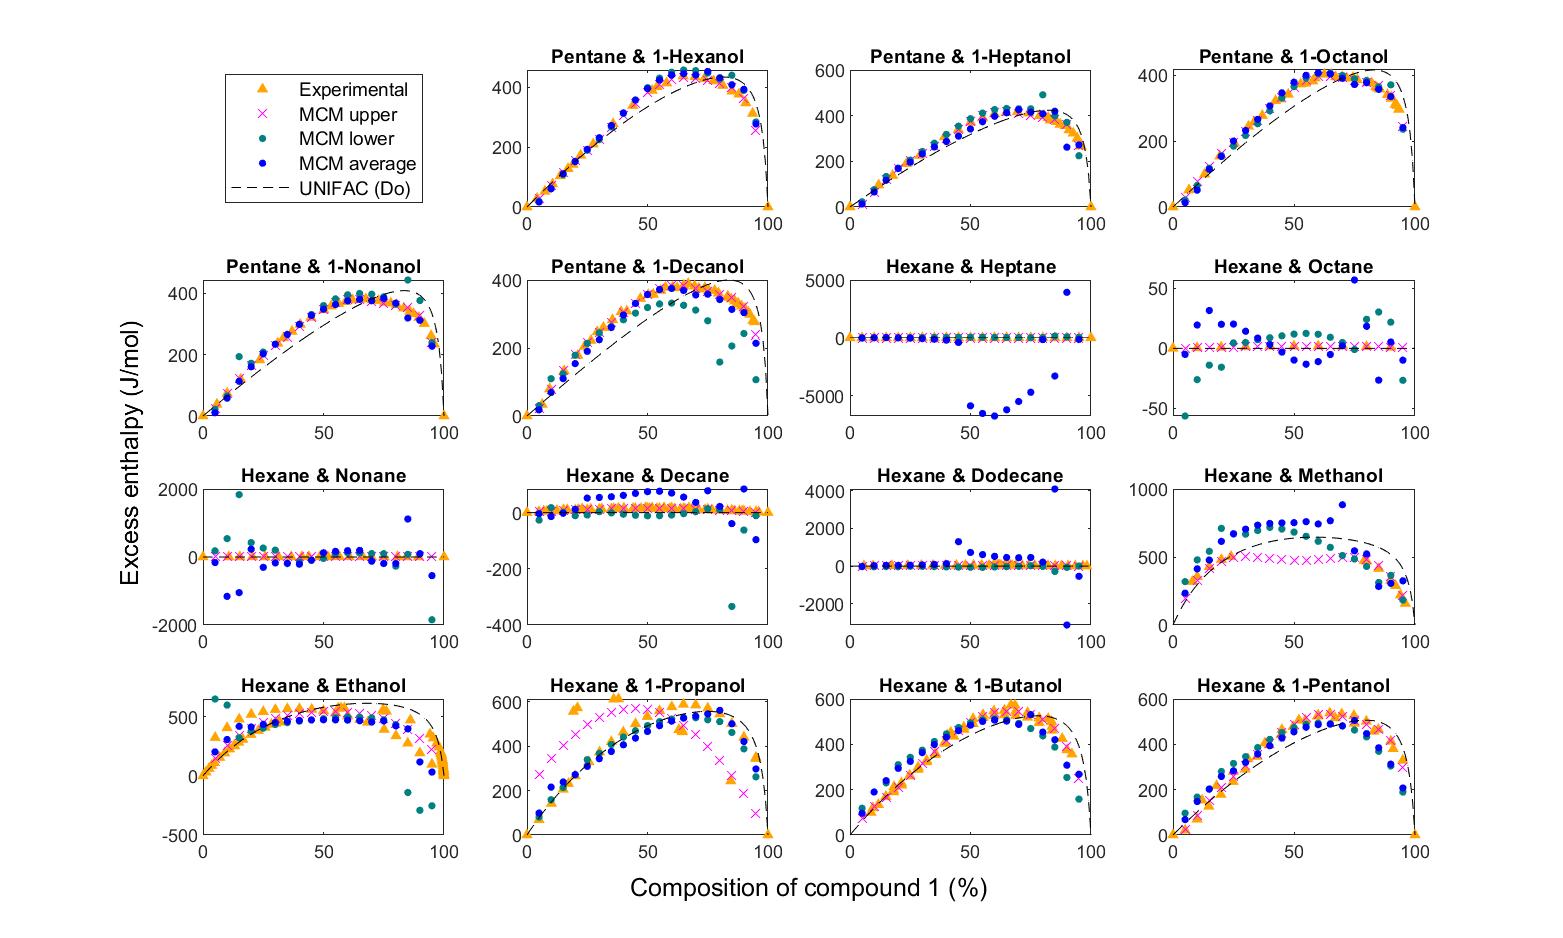 Experimental
MCM upper
MCM lower
MCM average
UNIFAC (Do)
Pentane & 1-Hexanol
400
200
0
0 50 100
Pentane & 1-Heptanol
600
400
200
0
0 50 100
Pentane & 1-Octanol
400
200
0
0 50 100
Pentane & 1-Nonanol
400
200
0
0 50 100
Pentane & 1-Decanol
400
200
0
0 50 100
Hexane & Heptane
5000
0
-5000
0 50 100
Hexane & Octane
50
0
-50
0 50 100
Hexane & Nonane
2000
0
-2000
0 50 100
Hexane & Decane
0
-200
-400
0 50 100
Hexane & Dodecane
4000
2000
0
-2000
0 50 100
Hexane & Methanol
1000
500
0
0 50 100
Hexane & Ethanol
500
0
-500
0 50 100
Hexane & 1-Propanol
600
400
200
0
0 50 100
Hexane & 1-Butanol
600
400
200
0
0 50 100
Hexane & 1-Pentanol
600
400
200
0
0 50 100
Excess enthalpy (J/mol)
Composition of compound 1 (%)